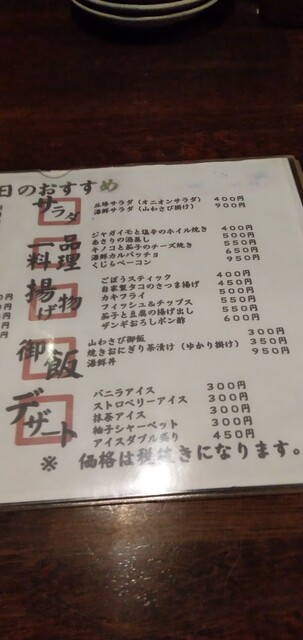 日のおすすめ
サラダ
玉ねぎサラダ(オニオンサラダ) 400円
海鮮サラダ(山わさび掛け) 900円
一品料理
ジャガイモと塩辛のホイル焼き 400円
あさりの酒蒸し 500円
キノコと茄子のチーズ焼き 550円
海鮮カルパッチョ 650円
くじらベーコン 950円
揚げ物
ごぼうスティック 400円
自家製タコのさつま揚げ 450円
カキフライ 550円
フィッシュ&チップス 550円
茄子と豆腐の揚げ出し 500円
ザンギおろしポン酢 600円
御飯
山わさび御飯 300円
焼きおにぎり茶漬け(ゆかり掛け) 350円
海鮮丼 950円
デザート
バニラアイス 300円
ストロベリーアイス 300円
抹茶アイス 300円
柚子シャーベット 300円
アイスダブル盛り 450円
※ 価格は税抜きになります。